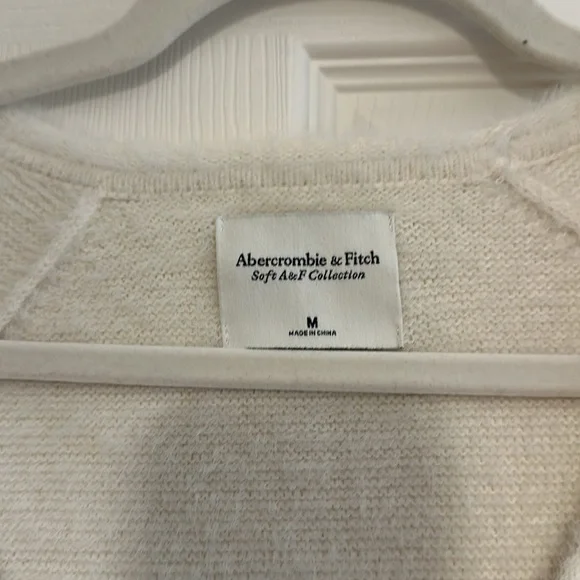 Abercrombie & Fitch
Soft A&F Collection
M
MADE IN CHINA